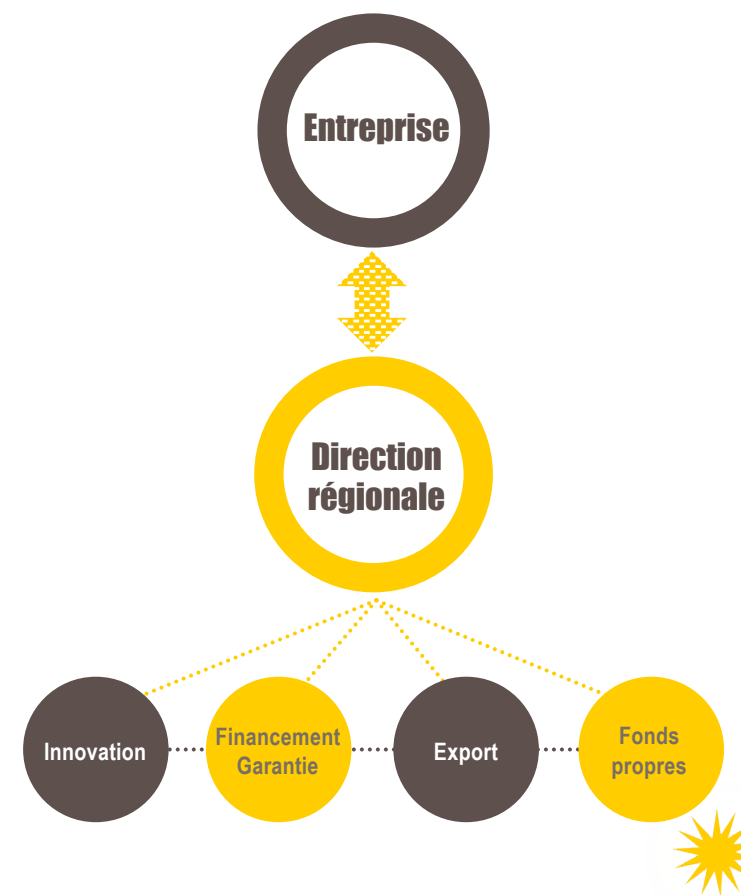 Entreprise
Direction
régionale
Innovation
Financement
Garantie
Export
Fonds
propres